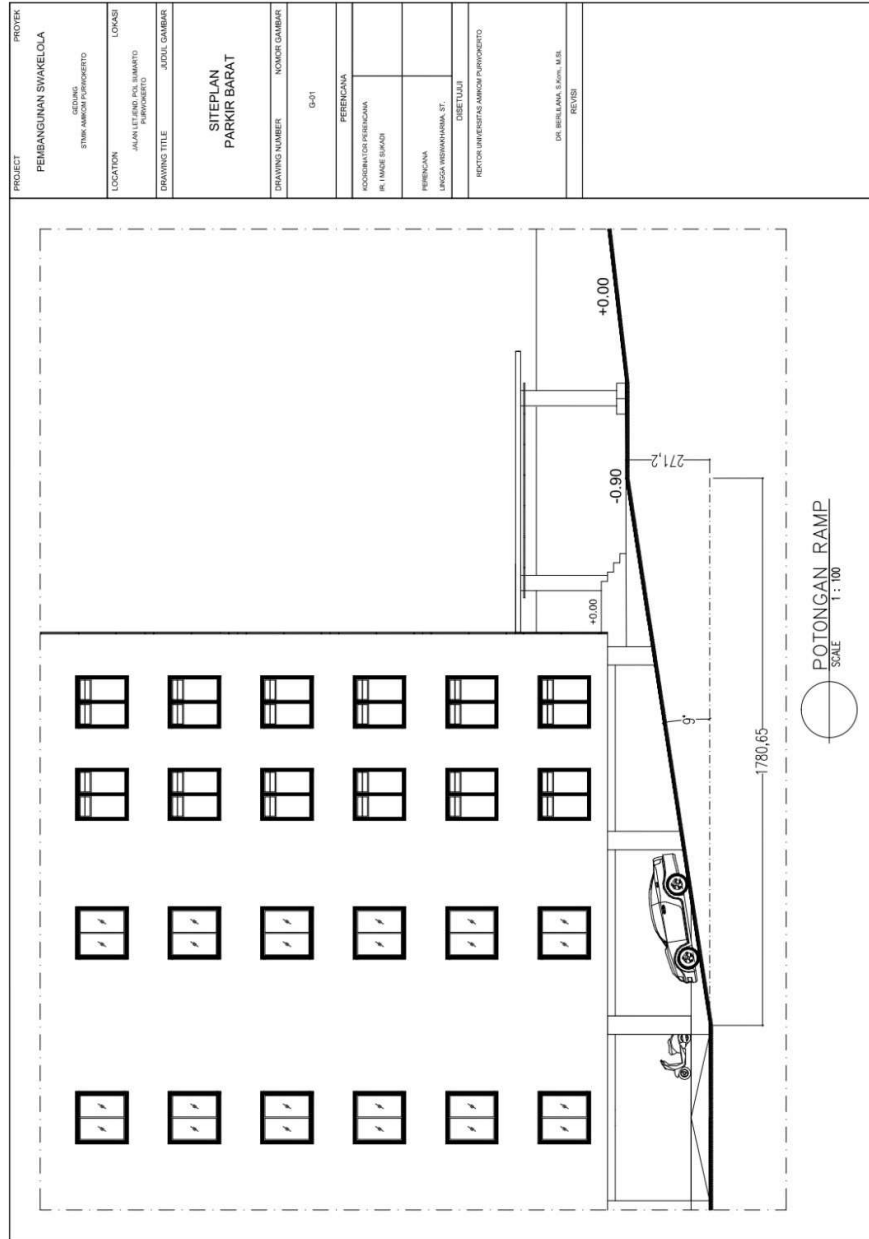 PROJECT PROYEK
PEMBANGUNAN SWAKELOLA
GEDUNG
STMIK AMIKOM PURWOKERTO
LOCATION LOKASI
JALAN LETJEND. POL SUMARTO
PURWOKERTO
DRAWING TITLE JUDUL GAMBAR
SITEPLAN
PARKIR BARAT
DRAWING NUMBER NOMOR GAMBAR
G-01
PERENCANA
KOORDINATOR PERENCANA
IR. I MADE SUKADI
PERENCANA
LINGGA WISWAKHARMA, ST.
DISETUJUI
REKTOR UNIVERSITAS AMIKOM PURWOKERTO
DR. BERLILANA, S.Kom., M.SI.
REVISI
+0.00
-0.90
271,2
+0.00
9°
1780,65
POTONGAN RAMP
SCALE 1 : 100